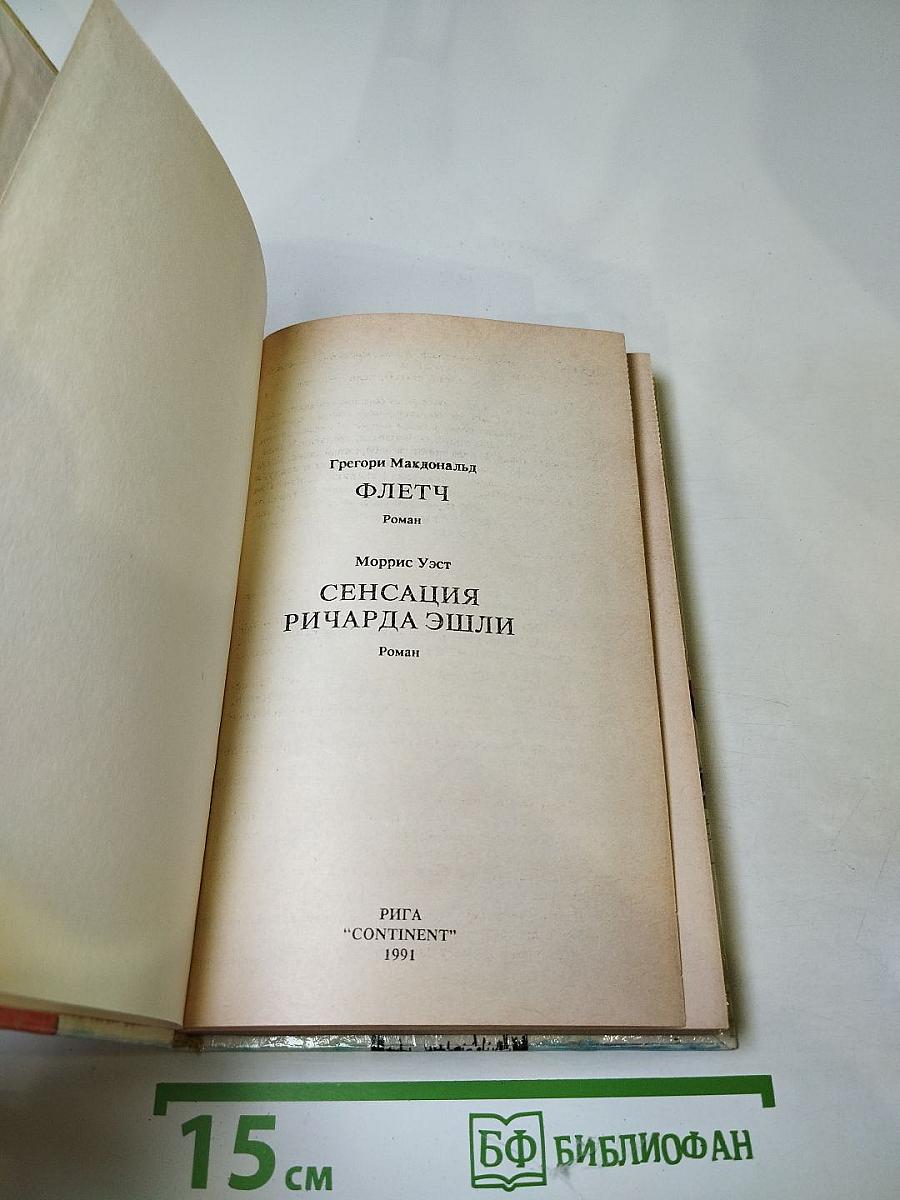 Грегори Макдональд
ФЛЕТЧ
Роман
Моррис Уэст
СЕНСАЦИЯ
РИЧАРДА ЭШЛИ
Роман
РИГА
"CONTINENT"
1991
15 см
БФ БИБЛИОФАН